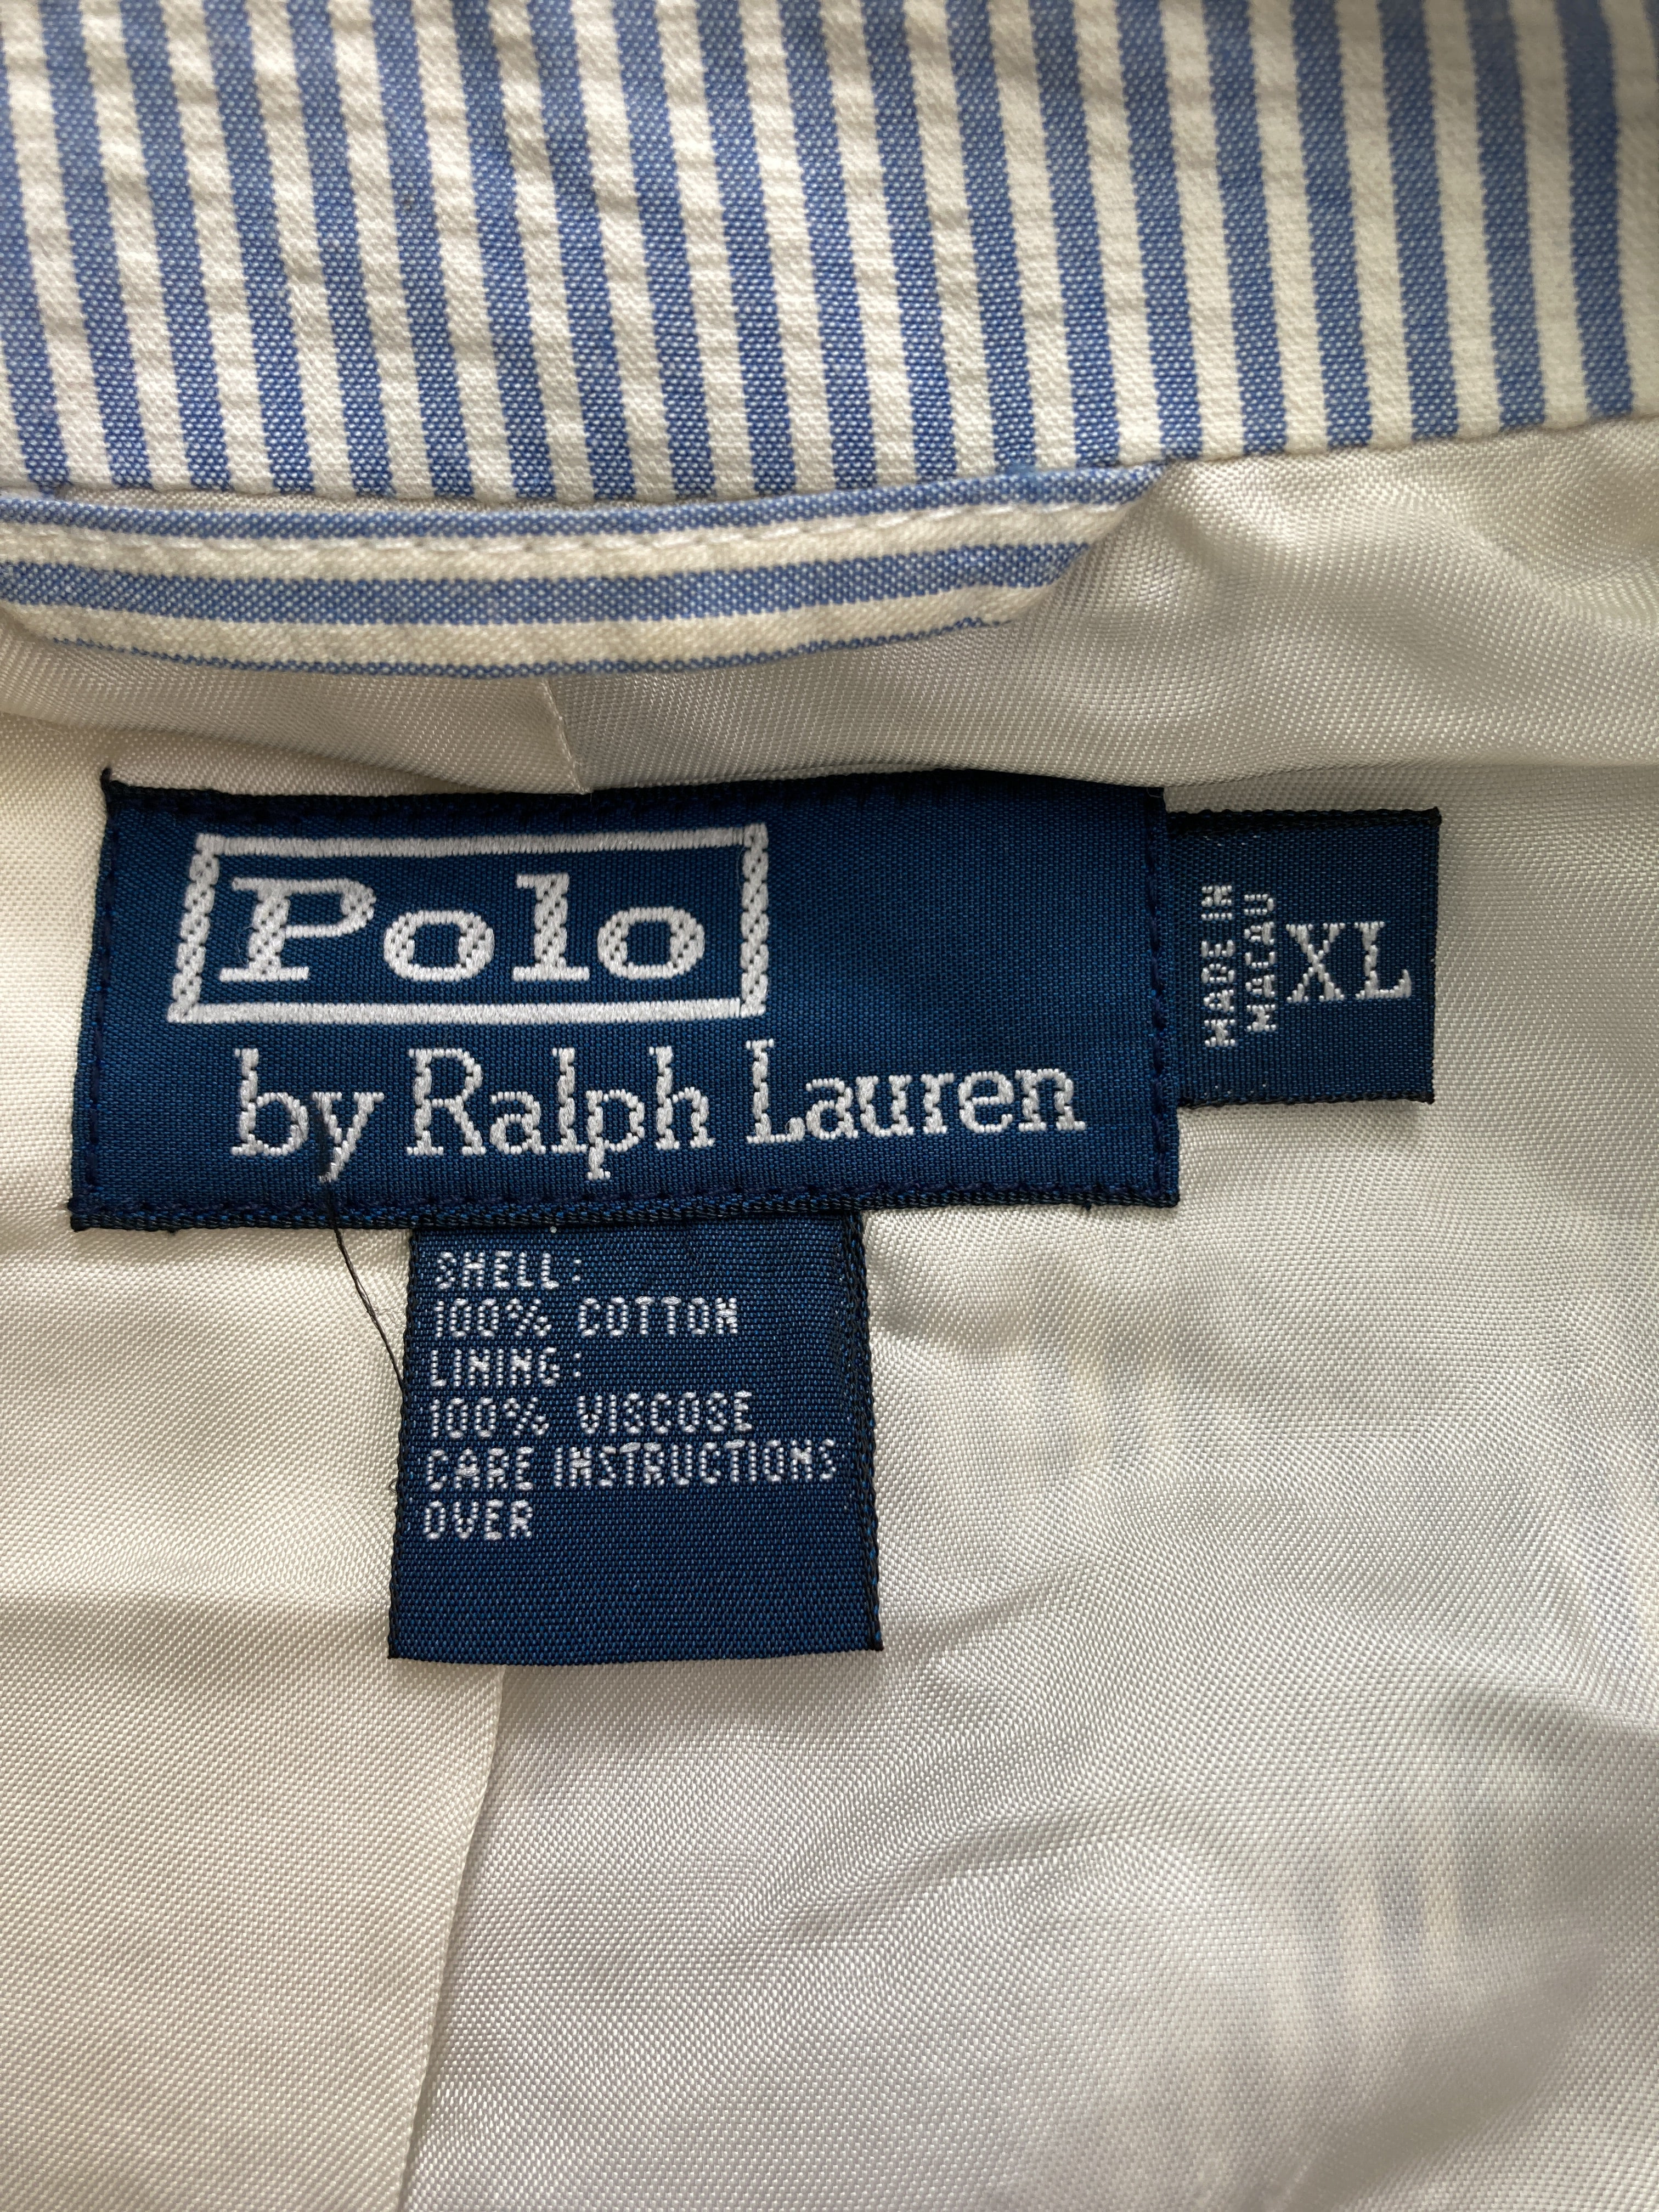 Polo
by Ralph Lauren
MADE IN
MACAU
XL
SHELL:
100% COTTON
LINING:
100% VISCOSE
CARE INSTRUCTIONS
OVER